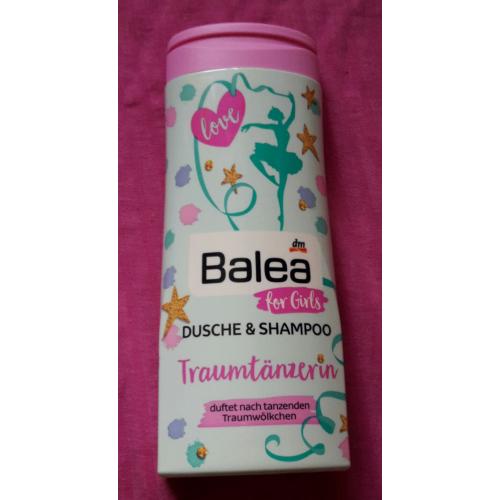 love
dm
Balea
for Girls
DUSCHE & SHAMPOO
Traumtänzerin
duftet nach tanzenden
Traumwölkchen